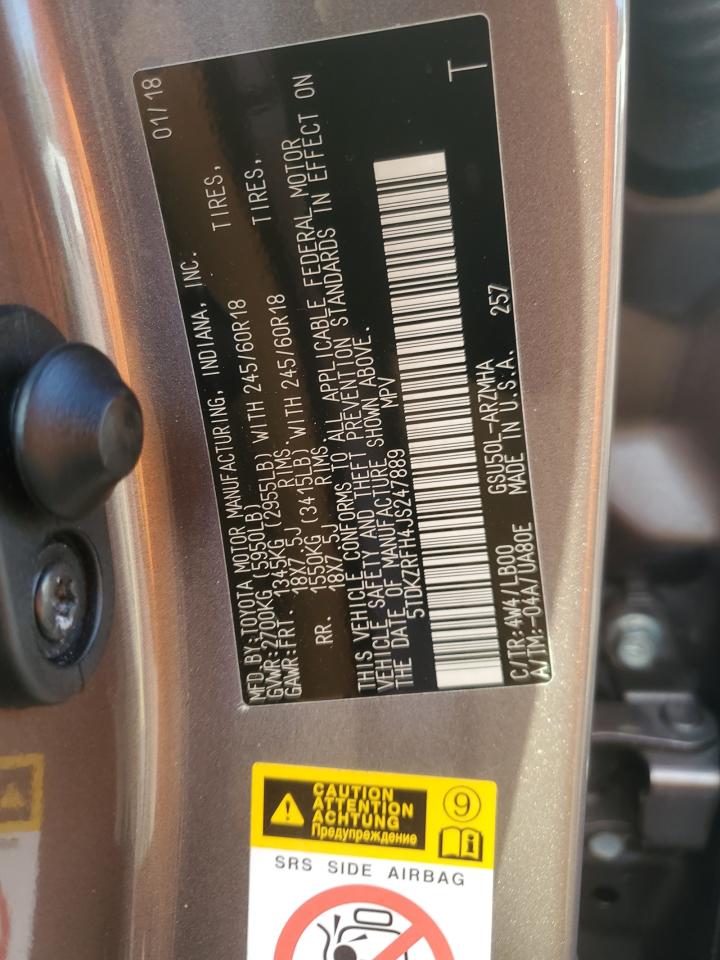 MFD.BY:TOYOTA MOTOR MANUFACTURING, INDIANA, INC. 01/18
GVWR:2700KG(5950LB)
GAWR:FRT. 1345KG (2955LB) WITH 245/60R18 TIRES,
18X7.5J RIMS
RR. 1550KG (3415LB) WITH 245/60R18 TIRES,
18X7.5J RIMS
THIS VEHICLE CONFORMS TO ALL APPLICABLE FEDERAL MOTOR
VEHICLE SAFETY AND THEFT PREVENTION STANDARDS IN EFFECT ON
THE DATE OF MANUFACTURE SHOWN ABOVE.
5TDKZRFH4JS247889 MPV
T
C/TR:4W4/LB00 GSU50L-ARZMHA
A/TM:-04A/UA80E MADE IN U.S.A. 257
CAUTION
ATTENTION
ACHTUNG
Предупреждение
9
SRS SIDE AIRBAG